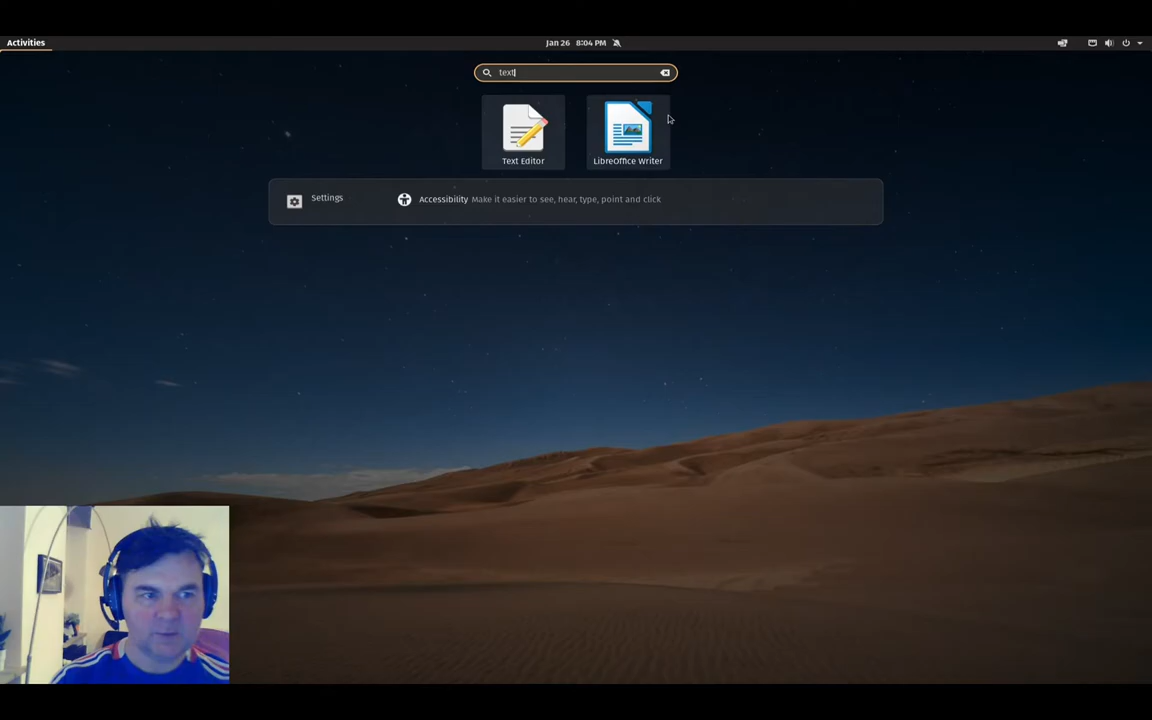 Activities
Jan 26 8:04 PM
text
Text Editor
LibreOffice Writer
Settings
Accessibility Make it easier to see, hear, type, point and click